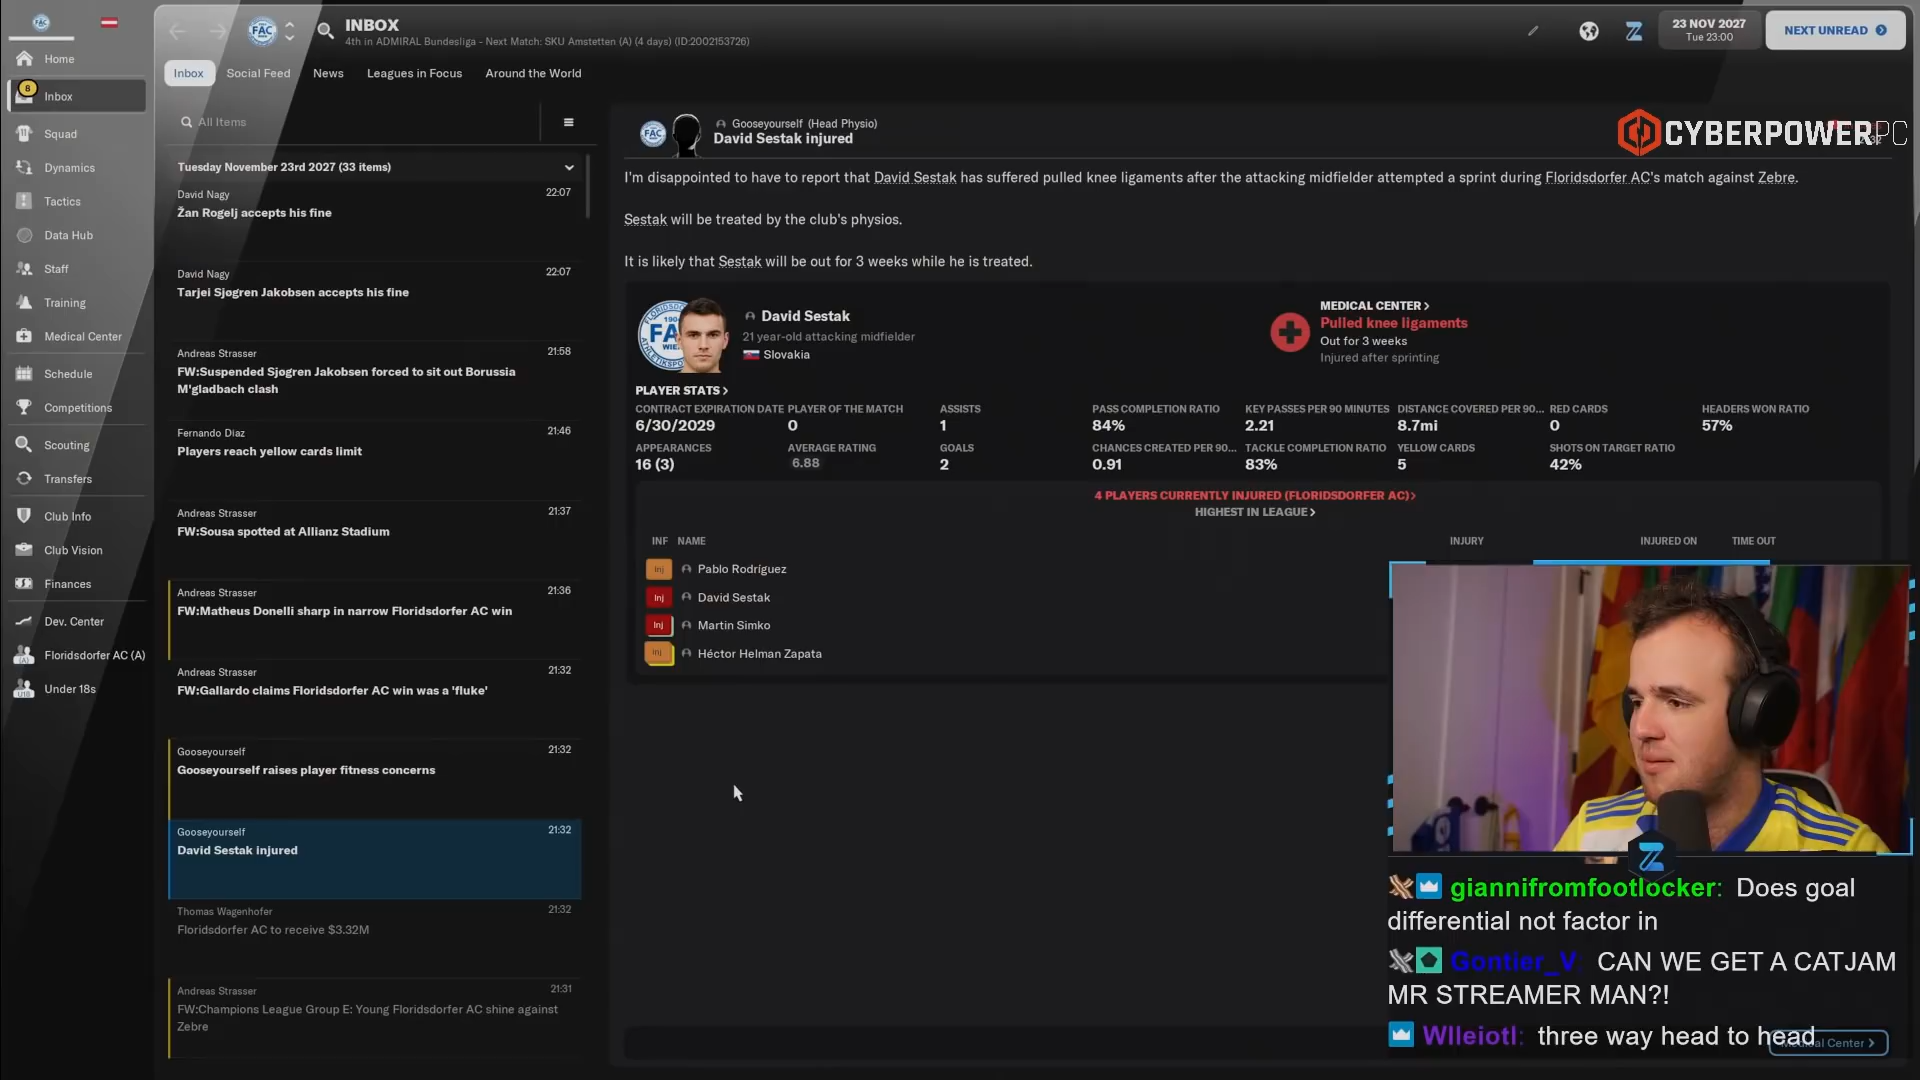 Home
8
Inbox
Squad
Dynamics
Tactics
Data Hub
Staff
Training
Medical Center
Schedule
Competitions
Scouting
Transfers
Club Info
Club Vision
Finances
Dev. Center
Floridsdorfer AC (A)
Under 18s
INBOX
4th in ADMIRAL Bundesliga - Next Match: SKU Amstetten (A) (4 days) (ID:2002153726)
23 NOV 2027
Tue 23:00
NEXT UNREAD
Inbox Social Feed News Leagues in Focus Around the World
All Items
Tuesday November 23rd 2027 (33 items)
David Nagy 22:07
Žan Rogelj accepts his fine
David Nagy 22:07
Tarjei Sjøgren Jakobsen accepts his fine
Andreas Strasser 21:58
FW:Suspended Sjøgren Jakobsen forced to sit out Borussia
M'gladbach clash
Fernando Diaz 21:46
Players reach yellow cards limit
Andreas Strasser 21:37
FW:Sousa spotted at Allianz Stadium
Andreas Strasser 21:36
FW:Matheus Donelli sharp in narrow Floridsdorfer AC win
Andreas Strasser 21:32
FW:Gallardo claims Floridsdorfer AC win was a 'fluke'
Gooseyourself 21:32
Gooseyourself raises player fitness concerns
Gooseyourself 21:32
David Sestak injured
Thomas Wagenhofer 21:32
Floridsdorfer AC to receive $3.32M
Andreas Strasser 21:31
FW:Champions League Group E: Young Floridsdorfer AC shine against
Zebre
Gooseyourself (Head Physio)
David Sestak injured
CYBERPOWERPC
I'm disappointed to have to report that David Sestak has suffered pulled knee ligaments after the attacking midfielder attempted a sprint during Floridsdorfer AC's match against Zebre.
Sestak will be treated by the club's physios.
It is likely that Sestak will be out for 3 weeks while he is treated.
David Sestak
21 year-old attacking midfielder
Slovakia
MEDICAL CENTER
Pulled knee ligaments
Out for 3 weeks
Injured after sprinting
PLAYER STATS
CONTRACT EXPIRATION DATE PLAYER OF THE MATCH ASSISTS PASS COMPLETION RATIO KEY PASSES PER 90 MINUTES DISTANCE COVERED PER 90... RED CARDS HEADERS WON RATIO
6/30/2029 0 1 84% 2.21 8.7mi 0 57%
APPEARANCES AVERAGE RATING GOALS CHANCES CREATED PER 90... TACKLE COMPLETION RATIO YELLOW CARDS SHOTS ON TARGET RATIO
16 (3) 6.88 2 0.91 83% 5 42%
4 PLAYERS CURRENTLY INJURED (FLORIDSDORFER AC)
HIGHEST IN LEAGUE
INF NAME INJURY INJURED ON TIME OUT
Inj Pablo Rodríguez
Inj David Sestak
Inj Martin Simko
Inj Héctor Helman Zapata
giannifromfootlocker: Does goal
differential not factor in
Gontier_V: CAN WE GET A CATJAM
MR STREAMER MAN?!
Wlleiotl: three way head to head
Center